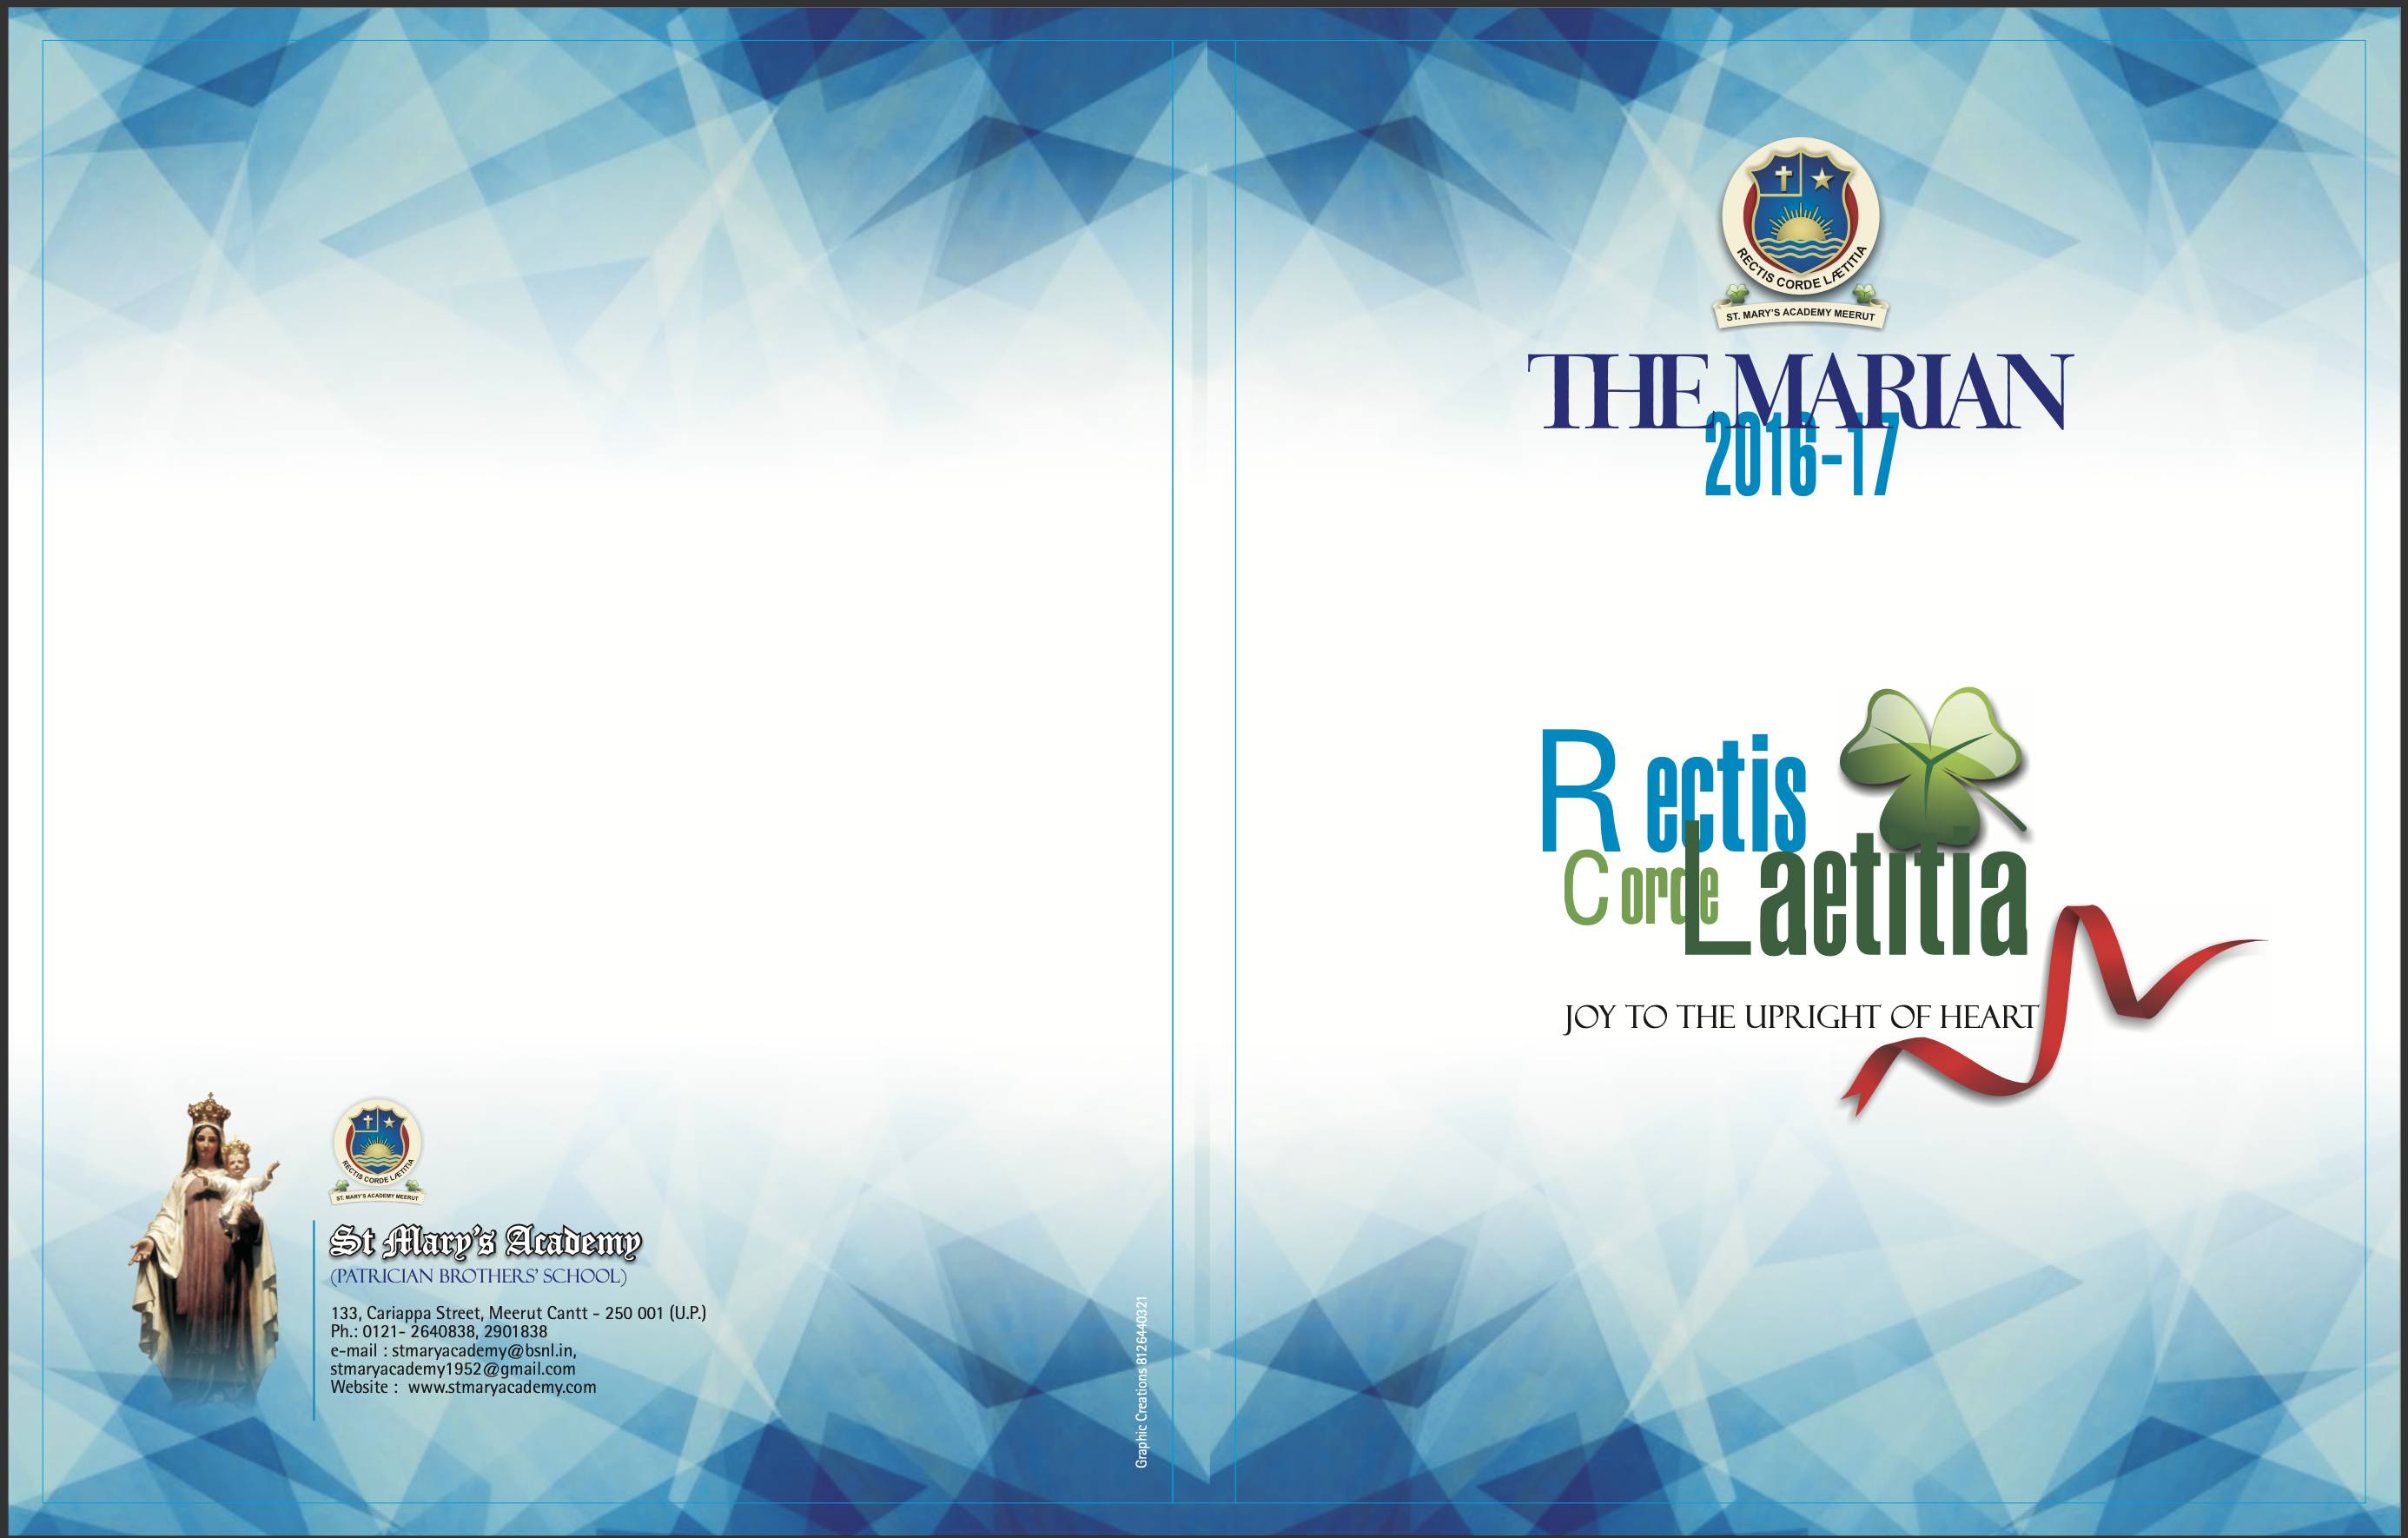 RECTIS CORDE LÆTITIA
ST. MARY'S ACADEMY MEERUT
THE MARIAN
2016-17
Rectis
Corde Laetitia
JOY TO THE UPRIGHT OF HEART
RECTIS CORDE LÆTITIA
ST. MARY'S ACADEMY MEERUT
St Mary's Academy
(PATRICIAN BROTHERS' SCHOOL)
133, Cariappa Street, Meerut Cantt - 250 001 (U.P.)
Ph.: 0121- 2640838, 2901838
e-mail : stmaryacademy@bsnl.in,
stmaryacademy1952@gmail.com
Website : www.stmaryacademy.com
Graphic Creations 8126440321